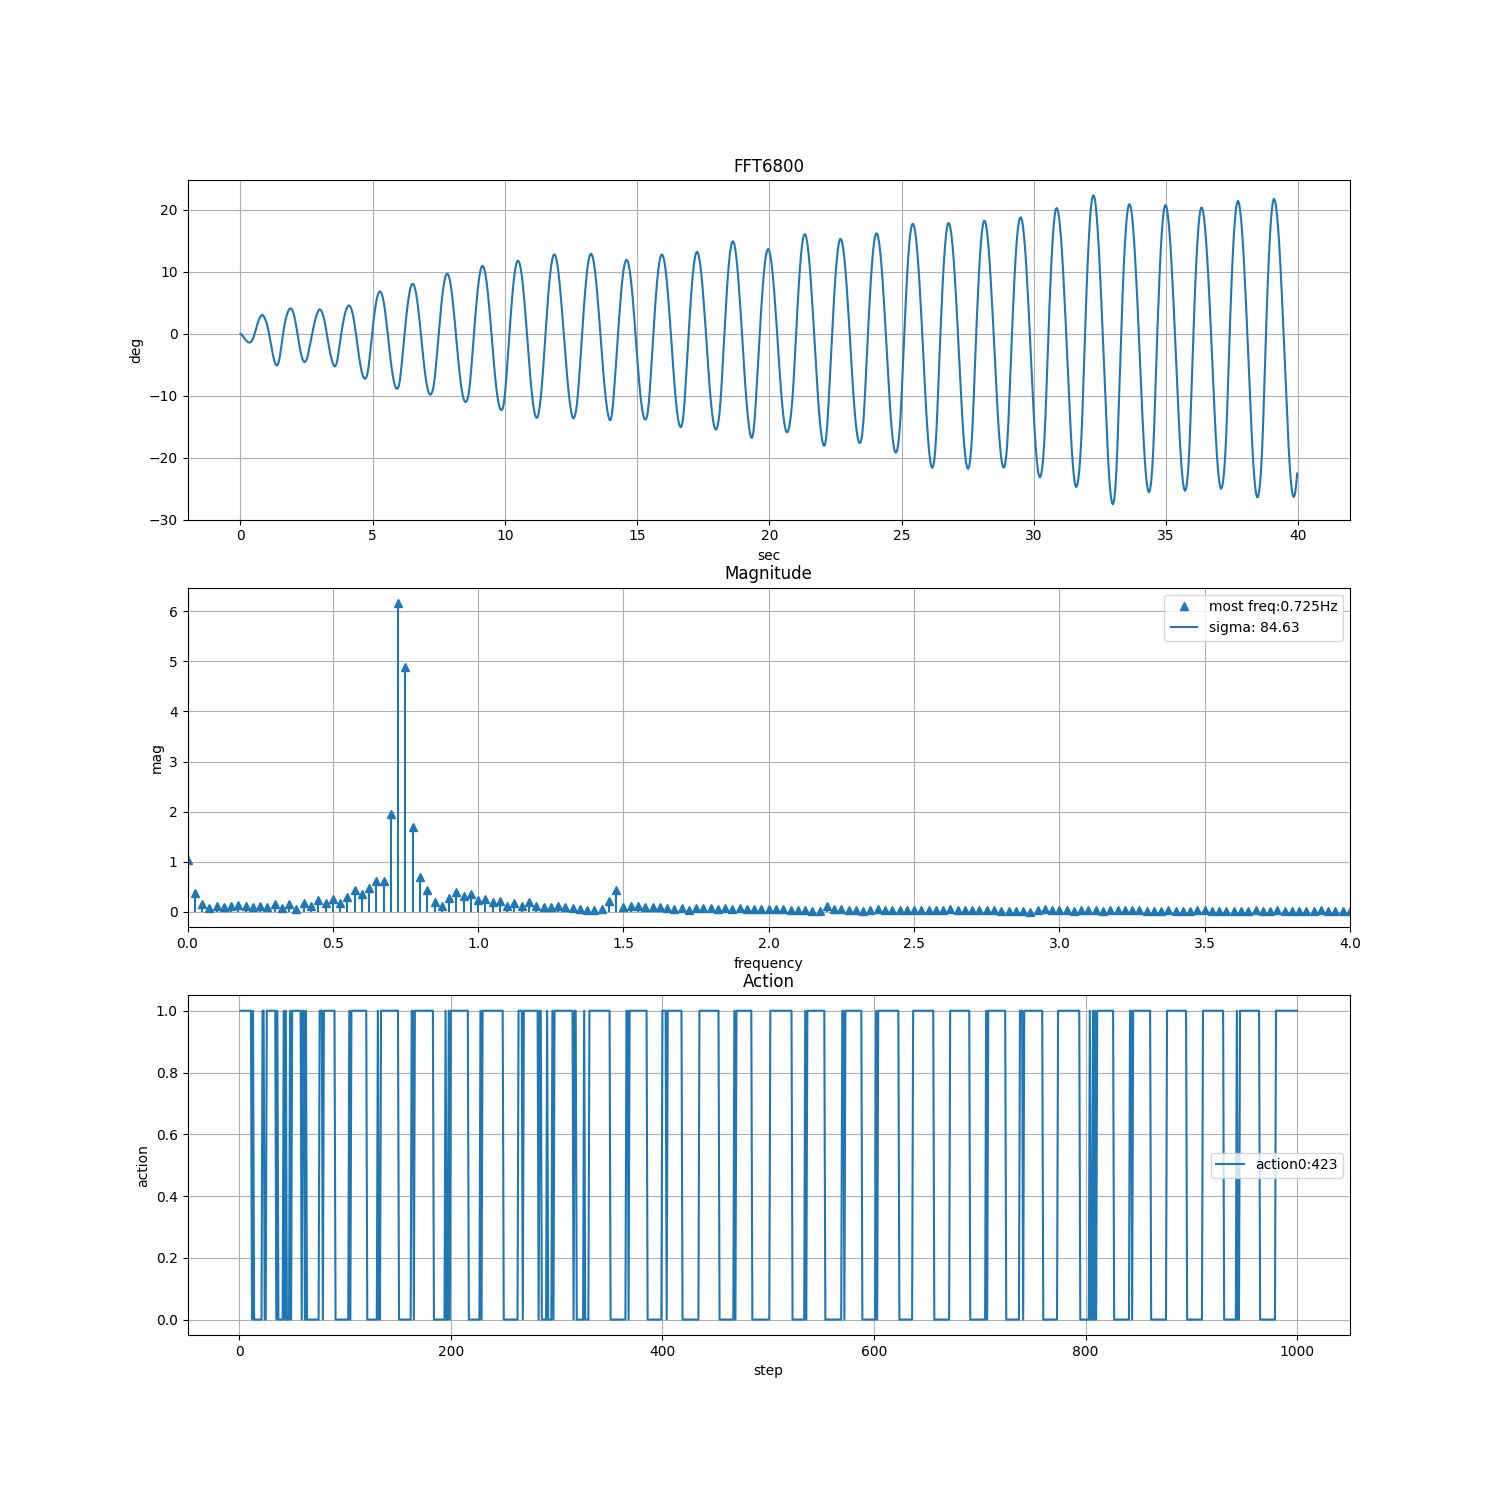 FFT6800
20
10
0
−10
−20
−30
deg
0 5 10 15 20 25 30 35 40
sec
Magnitude
most freq:0.725Hz
sigma: 84.63
6
5
4
3
2
1
0
mag
0.0 0.5 1.0 1.5 2.0 2.5 3.0 3.5 4.0
frequency
Action
1.0
0.8
0.6
0.4
0.2
0.0
action
action0:423
0 200 400 600 800 1000
step